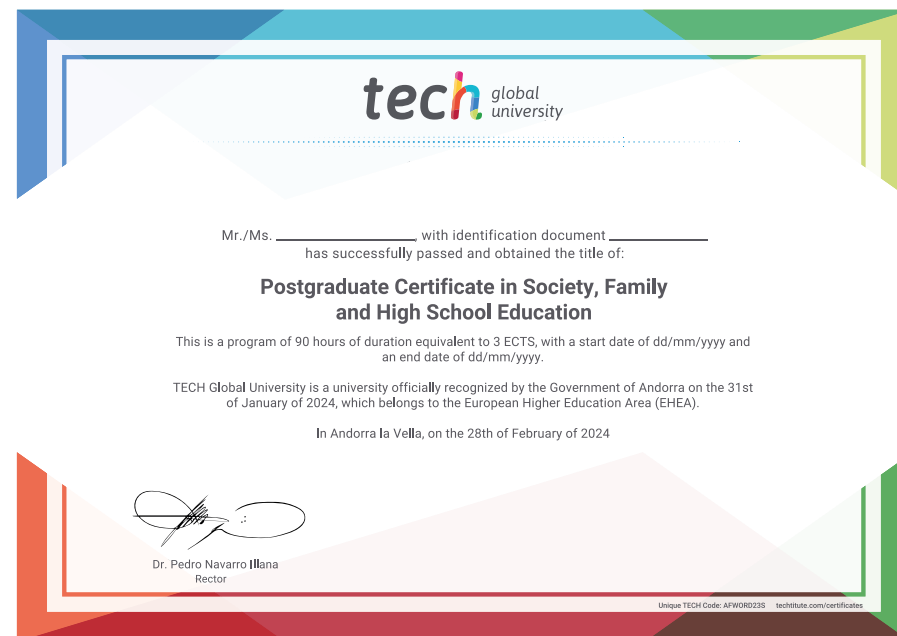 tech global
university
Mr./Ms. ____________________, with identification document ______________
has successfully passed and obtained the title of:
Postgraduate Certificate in Society, Family
and High School Education
This is a program of 90 hours of duration equivalent to 3 ECTS, with a start date of dd/mm/yyyy and
an end date of dd/mm/yyyy.
TECH Global University is a university officially recognized by the Government of Andorra on the 31st
of January of 2024, which belongs to the European Higher Education Area (EHEA).
In Andorra la Vella, on the 28th of February of 2024
Dr. Pedro Navarro Illana
Rector
Unique TECH Code: AFWORD23S techtitute.com/certificates